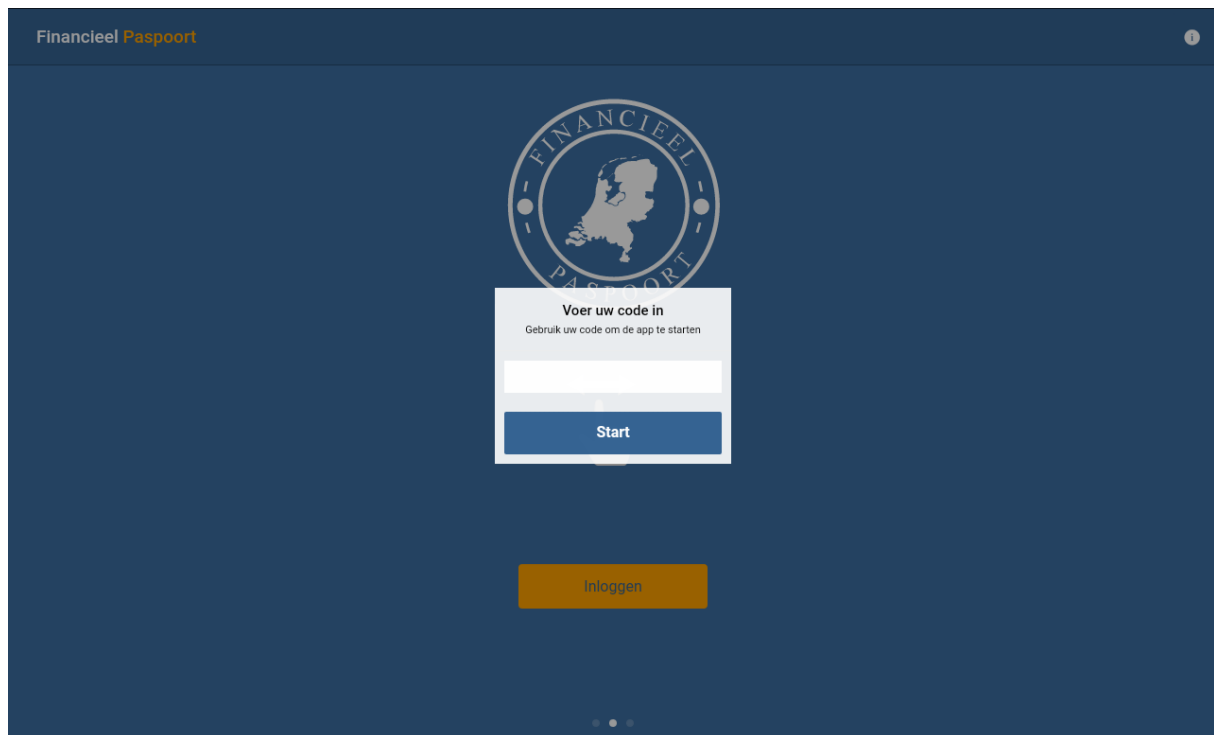 Financieel Paspoort
FINANCIEEL
PASPOORT
Voer uw code in
Gebruik uw code om de app te starten
Start
Inloggen